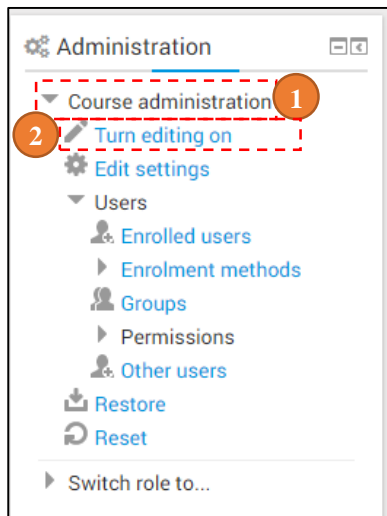 Administration
Course administration 1
2 Turn editing on
Edit settings
Users
Enrolled users
Enrolment methods
Groups
Permissions
Other users
Restore
Reset
Switch role to...